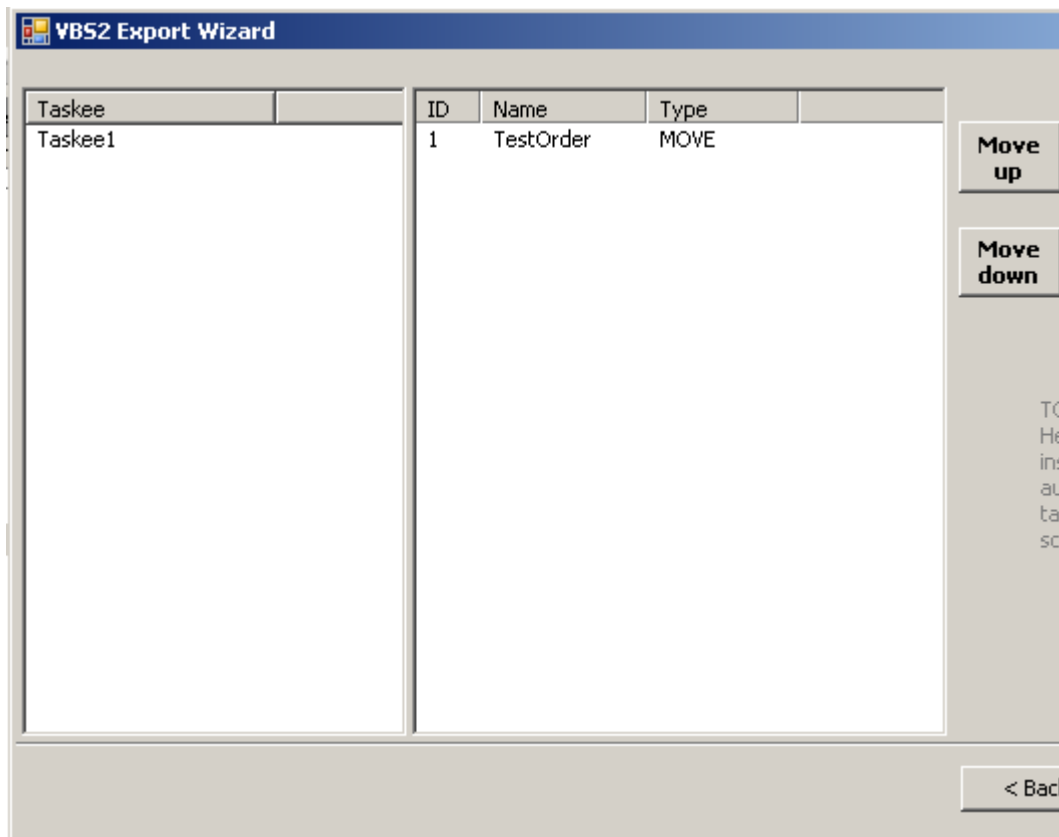 VBS2 Export Wizard
Taskee
Taskee1
ID Name Type
1 TestOrder MOVE
Move
up
Move
down
< Bac